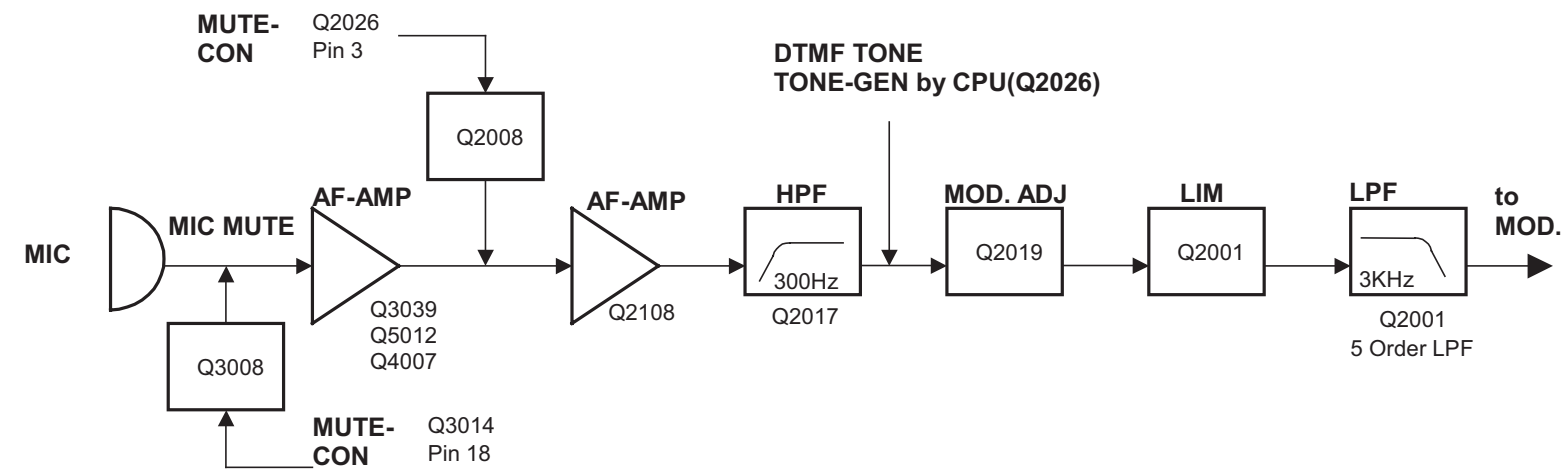 MUTE-
CON
Q2026
Pin 3
DTMF TONE
TONE-GEN by CPU(Q2026)
Q2008
MIC
MIC MUTE
AF-AMP
AF-AMP
HPF
MOD. ADJ
LIM
LPF
to
MOD.
300Hz
Q2019
Q2001
3KHz
Q3039
Q5012
Q4007
Q2108
Q2017
Q2001
5 Order LPF
Q3008
MUTE-
CON
Q3014
Pin 18